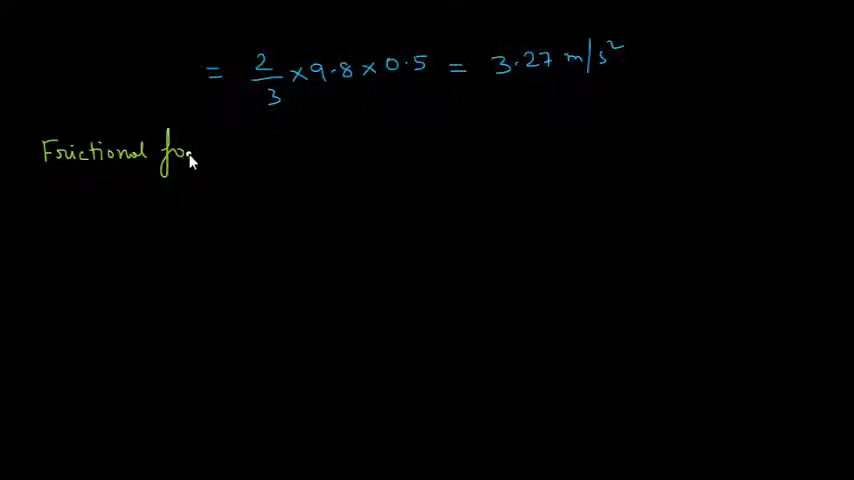 = 2/3 × 9.8 × 0.5 = 3.27 m/s²
Frictional fo